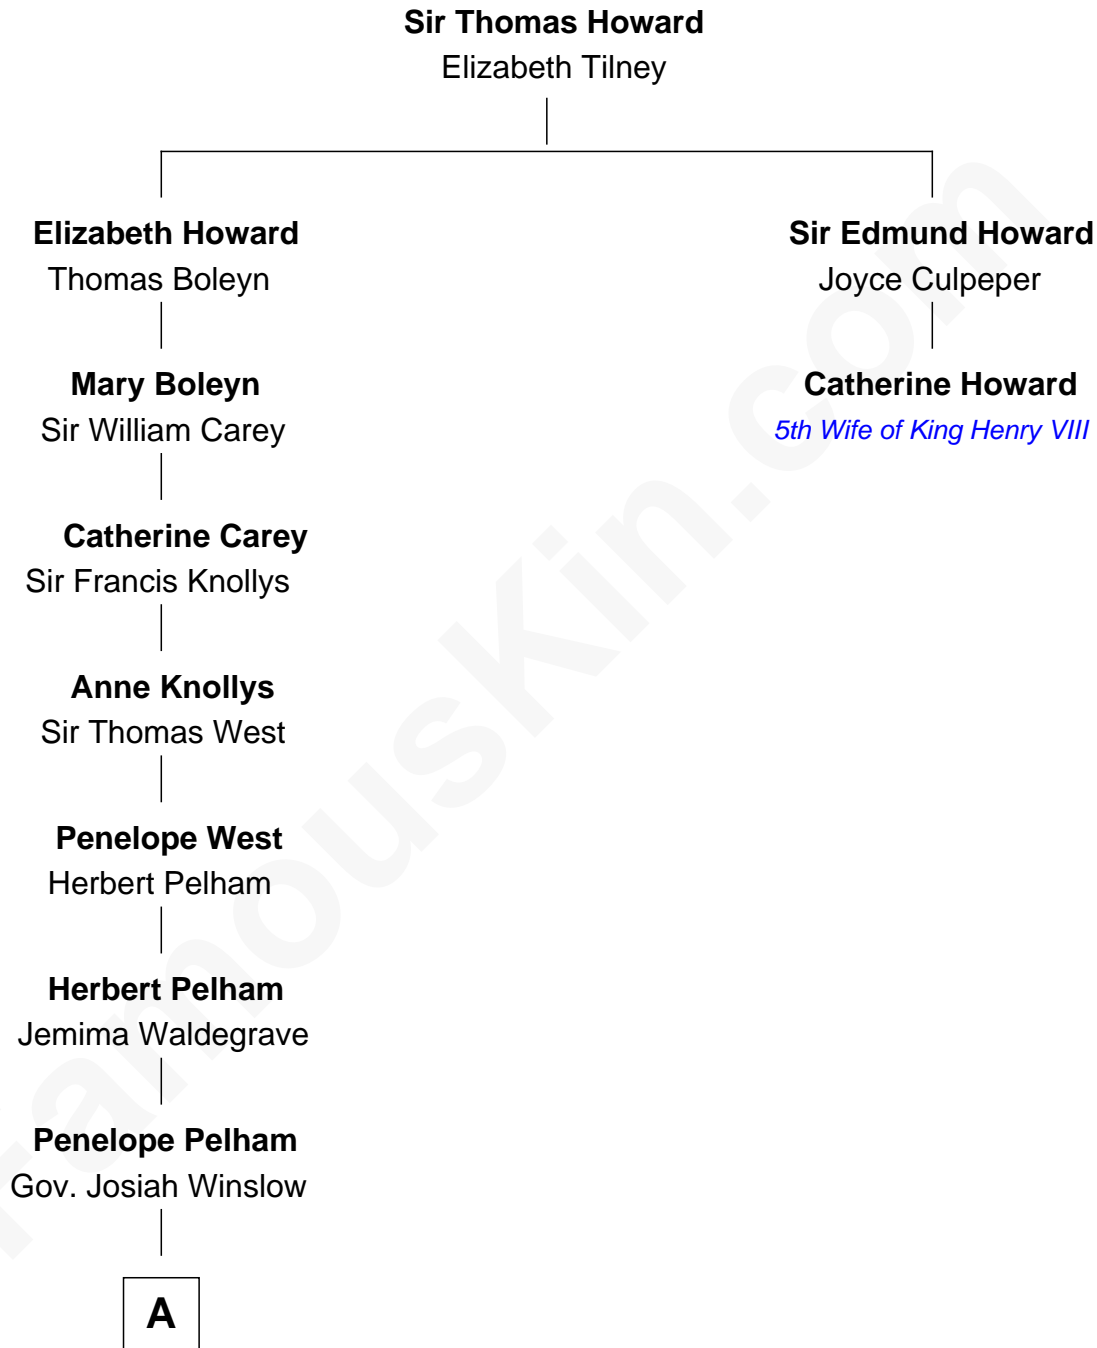 Sir Thomas Howard
Elizabeth Tilney
Elizabeth Howard
Thomas Boleyn
Sir Edmund Howard
Joyce Culpeper
Mary Boleyn
Sir William Carey
Catherine Howard
5th Wife of King Henry VIII
Catherine Carey
Sir Francis Knollys
Anne Knollys
Sir Thomas West
Penelope West
Herbert Pelham
Herbert Pelham
Jemima Waldegrave
Penelope Pelham
Gov. Josiah Winslow
A
FamousKin.com